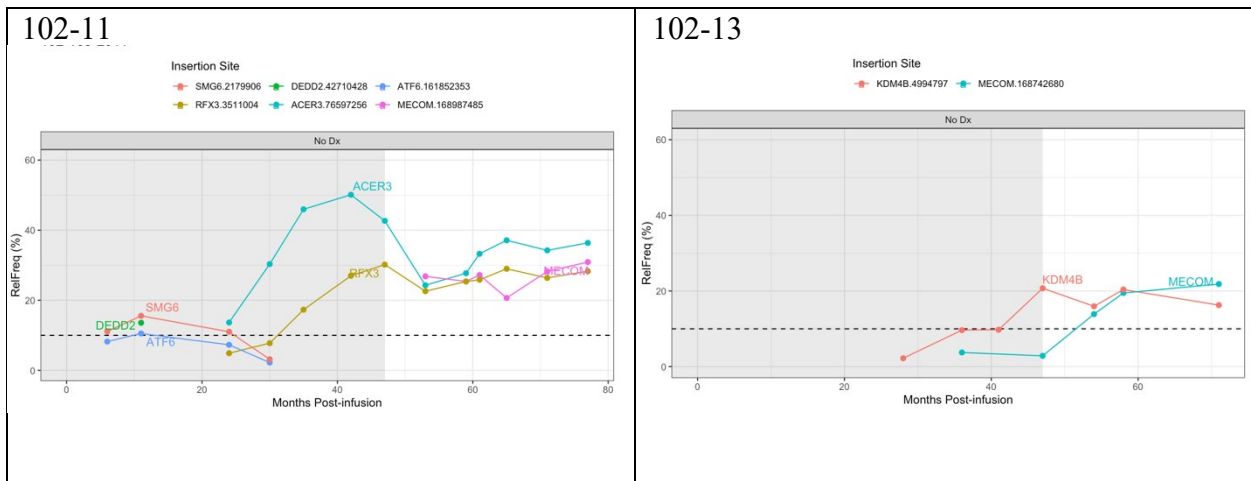 102-11
Insertion Site
SMG6.2179906 DEDD2.42710428 ATF6.161852353
RFX3.3511004 ACER3.76597256 MECOM.168987485
No Dx
60
40
20
0
RelFreq (%)
ACER3
RFX3
MECOM
SMG6
DEDD2
ATF6
0 20 40 60 80
Months Post-infusion
102-13
Insertion Site
KDM4B.4994797 MECOM.168742680
No Dx
60
40
20
0
RelFreq (%)
KDM4B
MECOM
0 20 40 60
Months Post-infusion